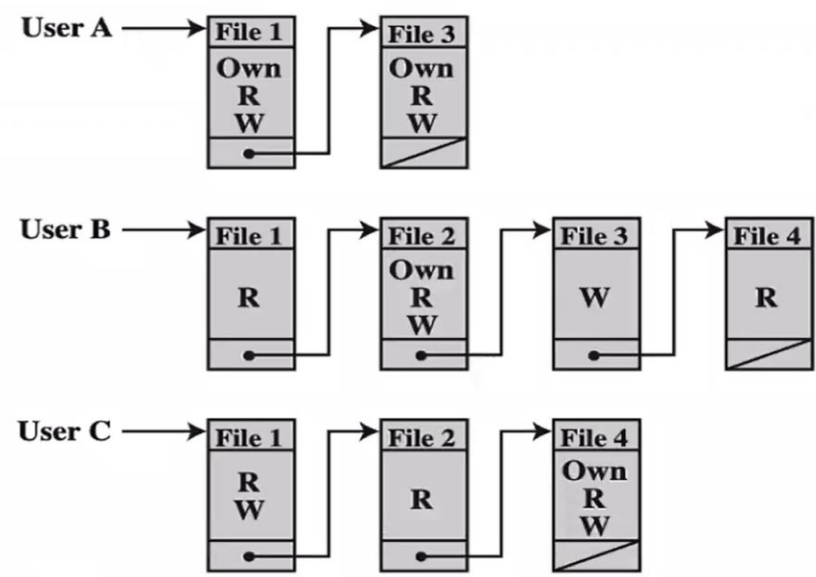 User A
File 1
Own
R
W
File 3
Own
R
W
User B
File 1
R
File 2
Own
R
W
File 3
W
File 4
R
User C
File 1
R
W
File 2
R
File 4
Own
R
W